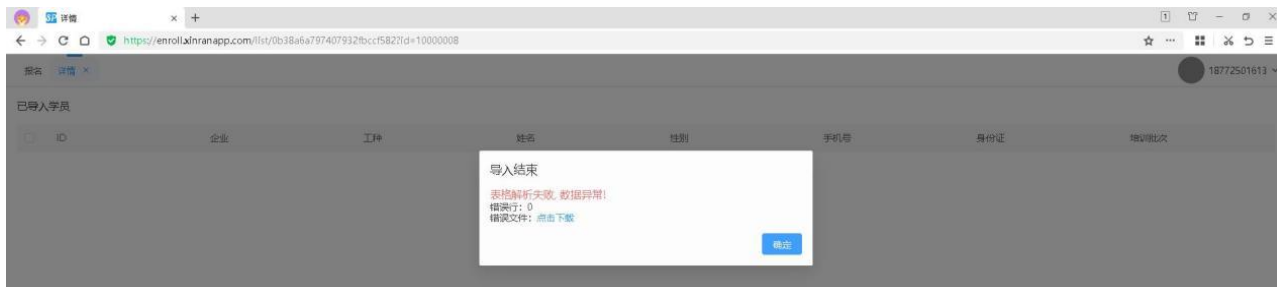 详情
https://enroll.xinranapp.com/list/0b38a6a797407932fbccf5822?id=10000008
报名 详情
18772501613
已导入学员
ID 企业 工种 姓名 性别 手机号 身份证 培训批次
导入结束
表格解析失败, 数据异常!
错误行: 0
错误文件: 点击下载
确定